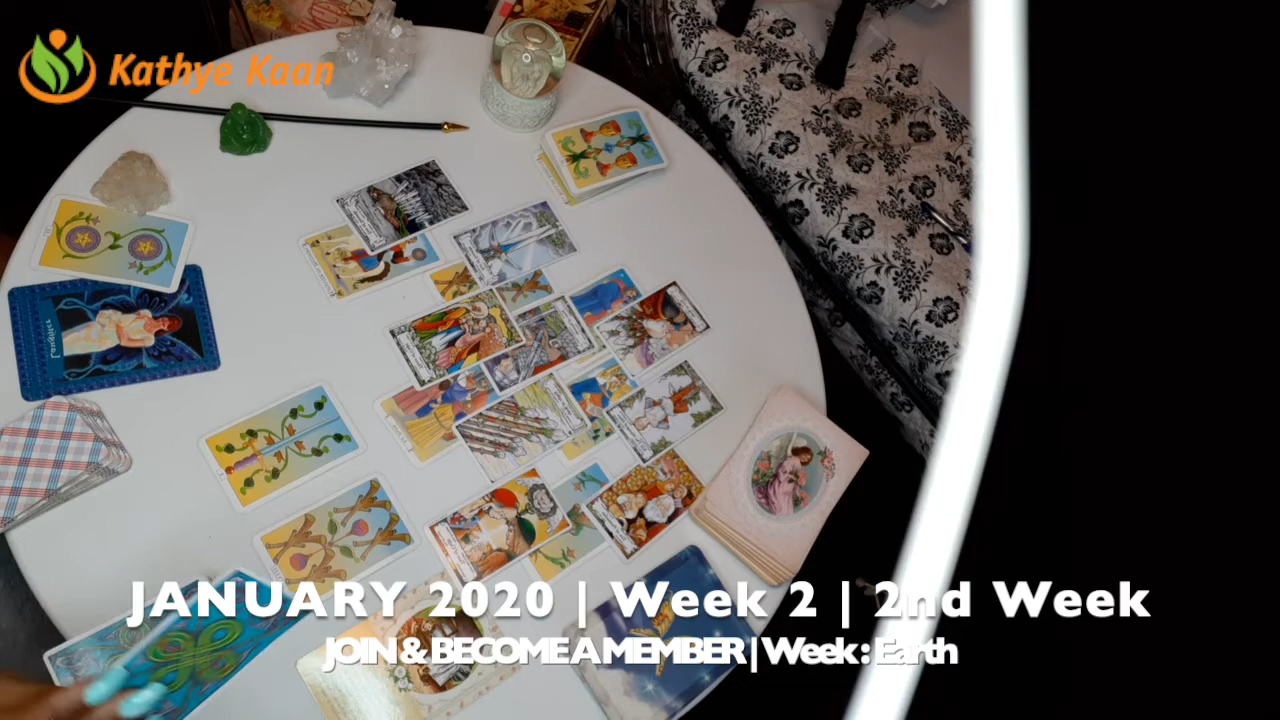 Kathye Kaan
JANUARY 2020 | Week 2 | 2nd Week
JOIN & BECOME A MEMBER | Week : Earth